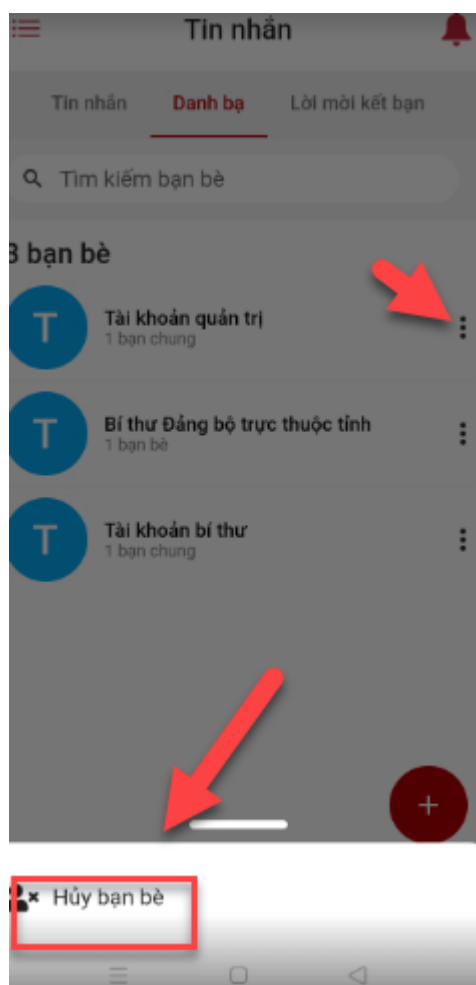 Tin nhắn
Tin nhắn Danh bạ Lời mời kết bạn
Tìm kiếm bạn bè
3 bạn bè
T
Tài khoản quản trị
1 bạn chung
T
Bí thư Đảng bộ trực thuộc tỉnh
1 bạn bè
T
Tài khoản bí thư
1 bạn chung
+
Hủy bạn bè